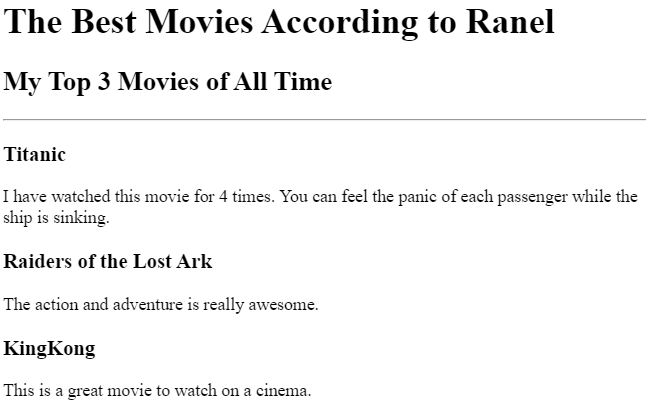 The Best Movies According to Ranel
My Top 3 Movies of All Time
Titanic
I have watched this movie for 4 times. You can feel the panic of each passenger while the
ship is sinking.
Raiders of the Lost Ark
The action and adventure is really awesome.
KingKong
This is a great movie to watch on a cinema.